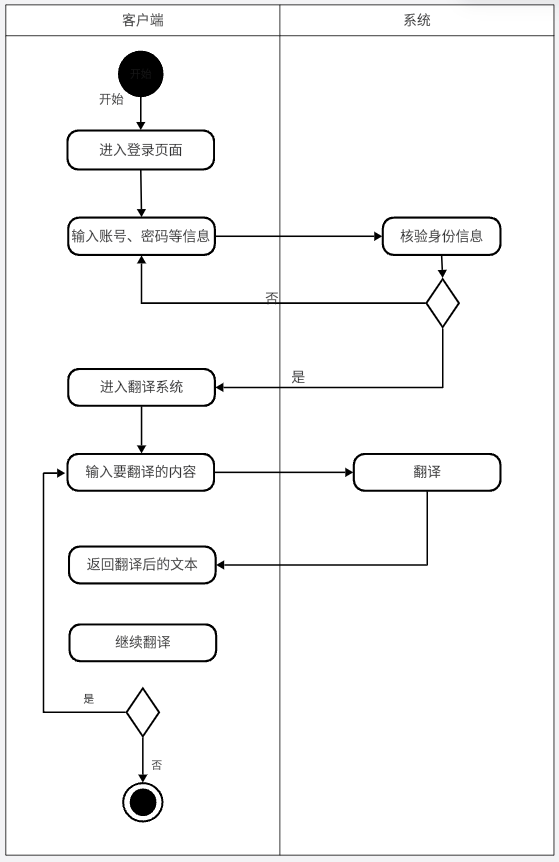 客户端
系统
开始
开始
进入登录页面
输入账号、密码等信息
核验身份信息
否
是
进入翻译系统
输入要翻译的内容
翻译
返回翻译后的文本
继续翻译
是
否